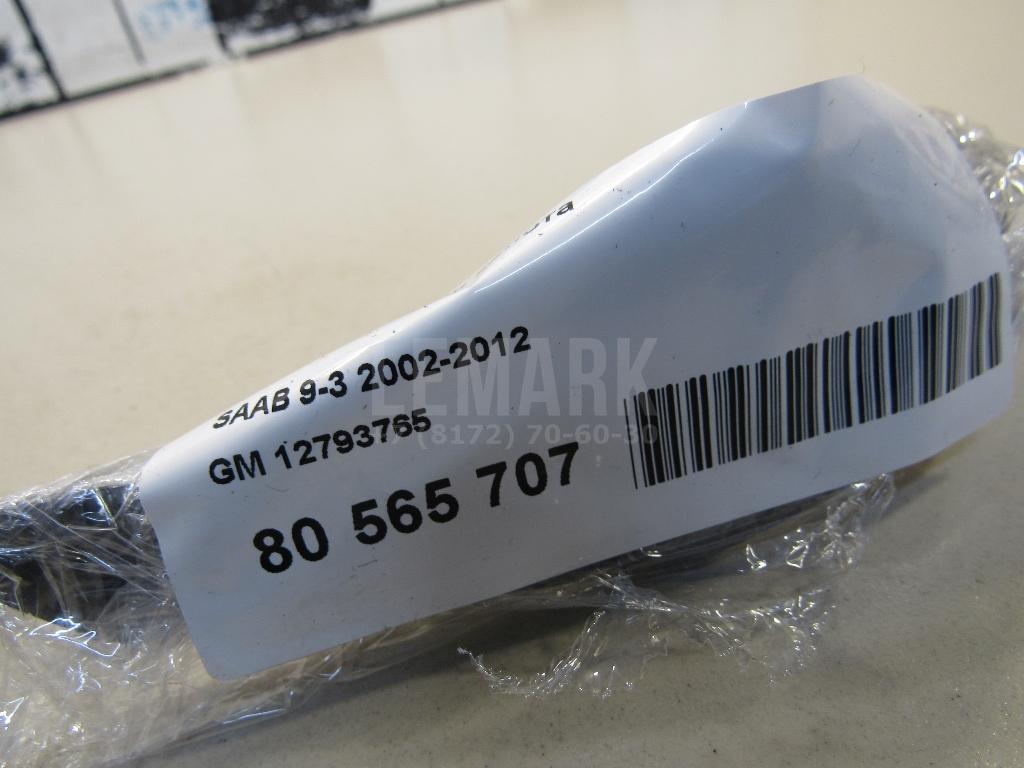 SAAB 9-3 2002-2012
GM 12793765
80 565 707
LEMARK
(8172) 70-60-30